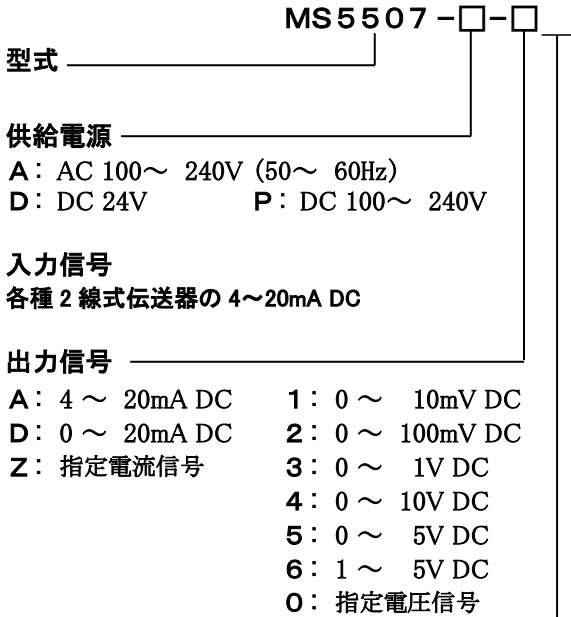 MS5507-□-□
型式
供給電源
A: AC 100~ 240V (50~ 60Hz)
D: DC 24V P: DC 100~ 240V
入力信号
各種2線式伝送器の 4~20mA DC
出力信号
A: 4 ~ 20mA DC 1: 0 ~ 10mV DC
D: 0 ~ 20mA DC 2: 0 ~ 100mV DC
Z: 指定電流信号 3: 0 ~ 1V DC
4: 0 ~ 10V DC
5: 0 ~ 5V DC
6: 1 ~ 5V DC
0: 指定電圧信号